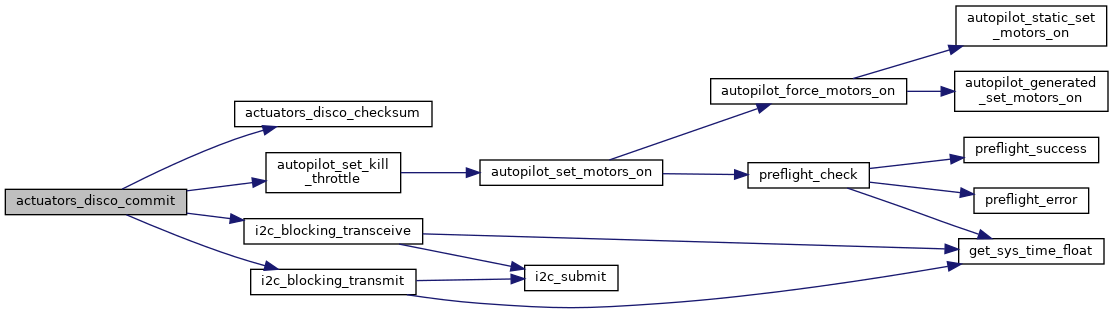 actuators_disco_commit
actuators_disco_checksum
autopilot_set_kill
_throttle
i2c_blocking_transceive
i2c_blocking_transmit
autopilot_set_motors_on
i2c_submit
autopilot_force_motors_on
preflight_check
autopilot_static_set
_motors_on
autopilot_generated
_set_motors_on
preflight_success
preflight_error
get_sys_time_float